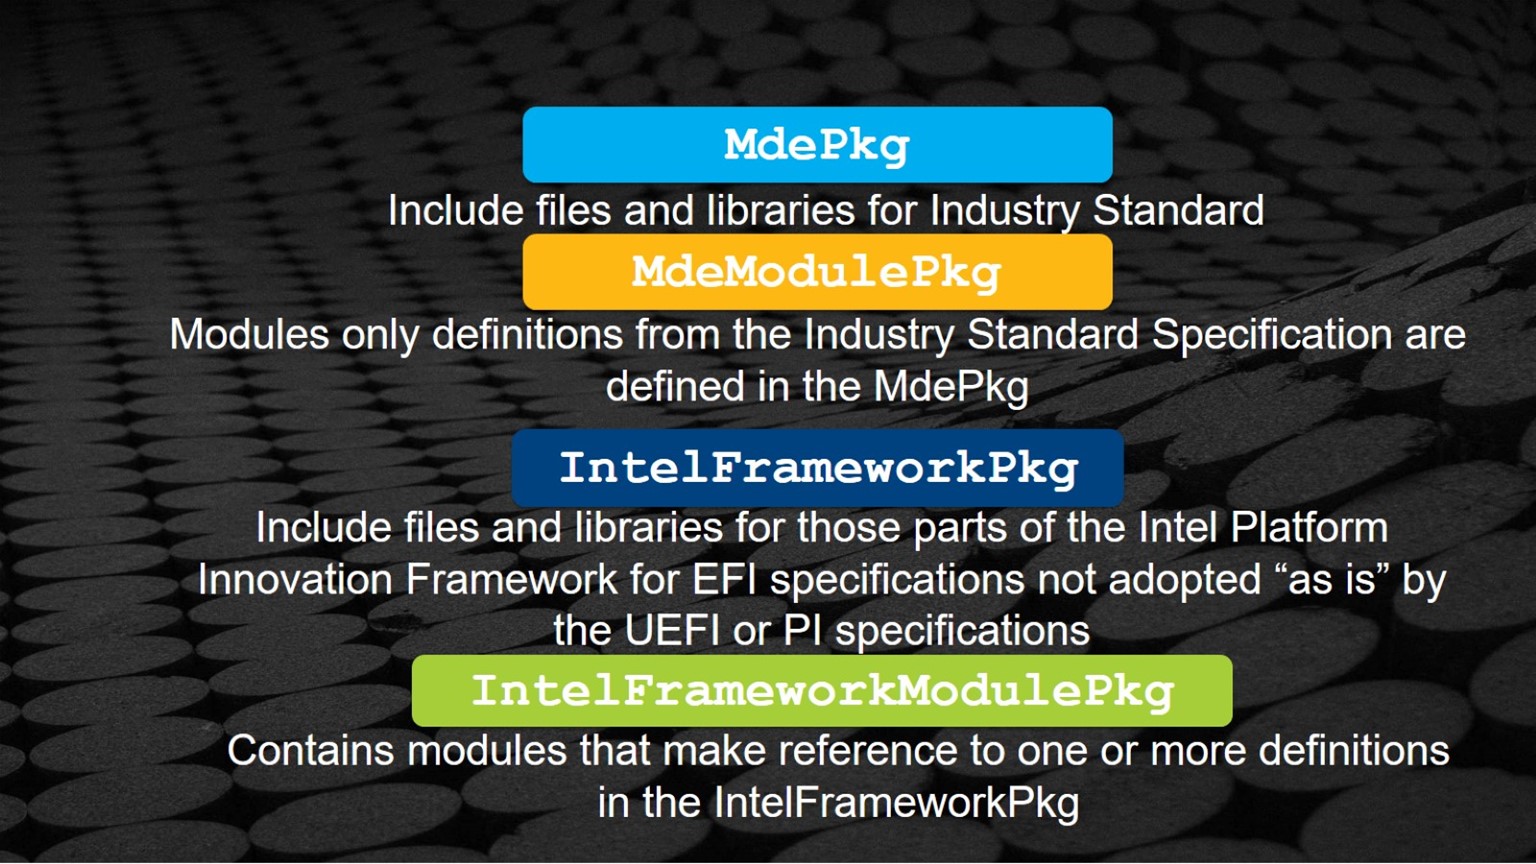 MdePkg
Include files and libraries for Industry Standard
MdeModulePkg
Modules only definitions from the Industry Standard Specification are
defined in the MdePkg
IntelFrameworkPkg
Include files and libraries for those parts of the Intel Platform
Innovation Framework for EFI specifications not adopted “as is” by
the UEFI or PI specifications
IntelFrameworkModulePkg
Contains modules that make reference to one or more definitions
in the IntelFrameworkPkg